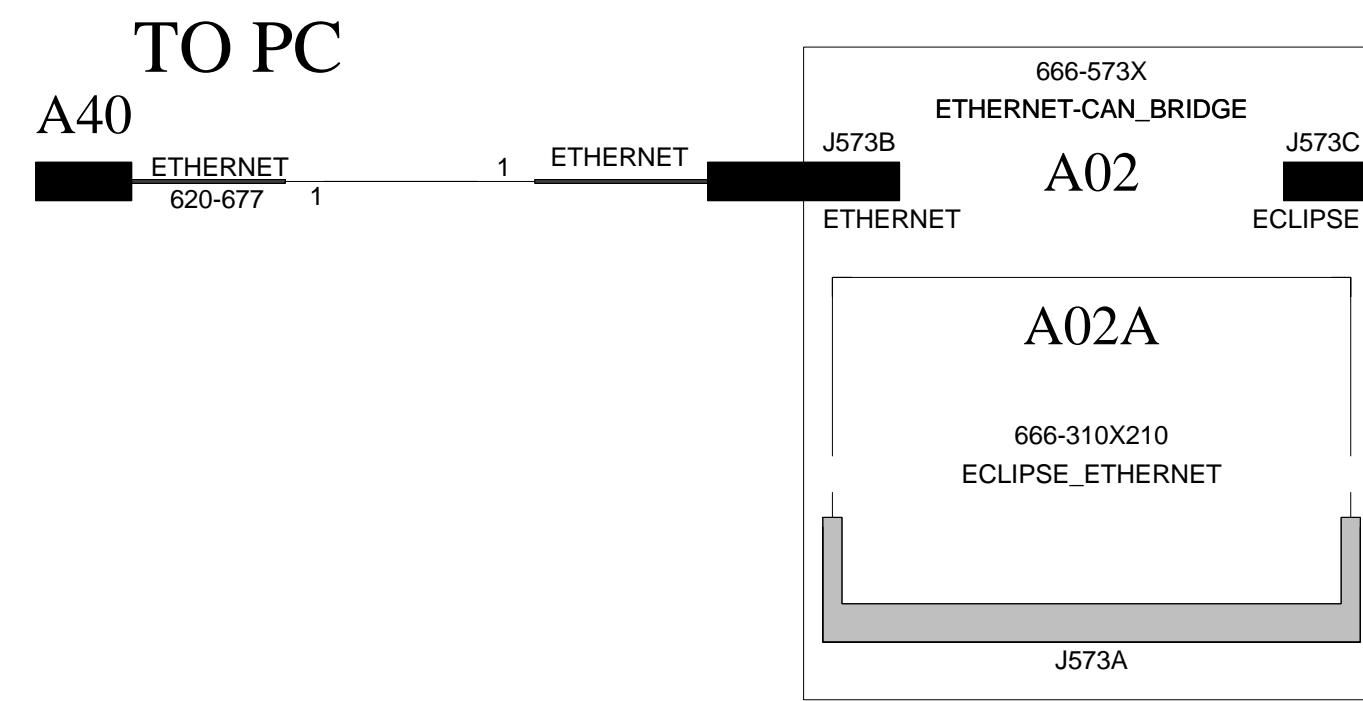 TO PC
A40
ETHERNET
620-677
1
1
ETHERNET
666-573X
ETHERNET-CAN_BRIDGE
J573B
J573C
A02
ETHERNET
ECLIPSE
A02A
666-310X210
ECLIPSE_ETHERNET
J573A